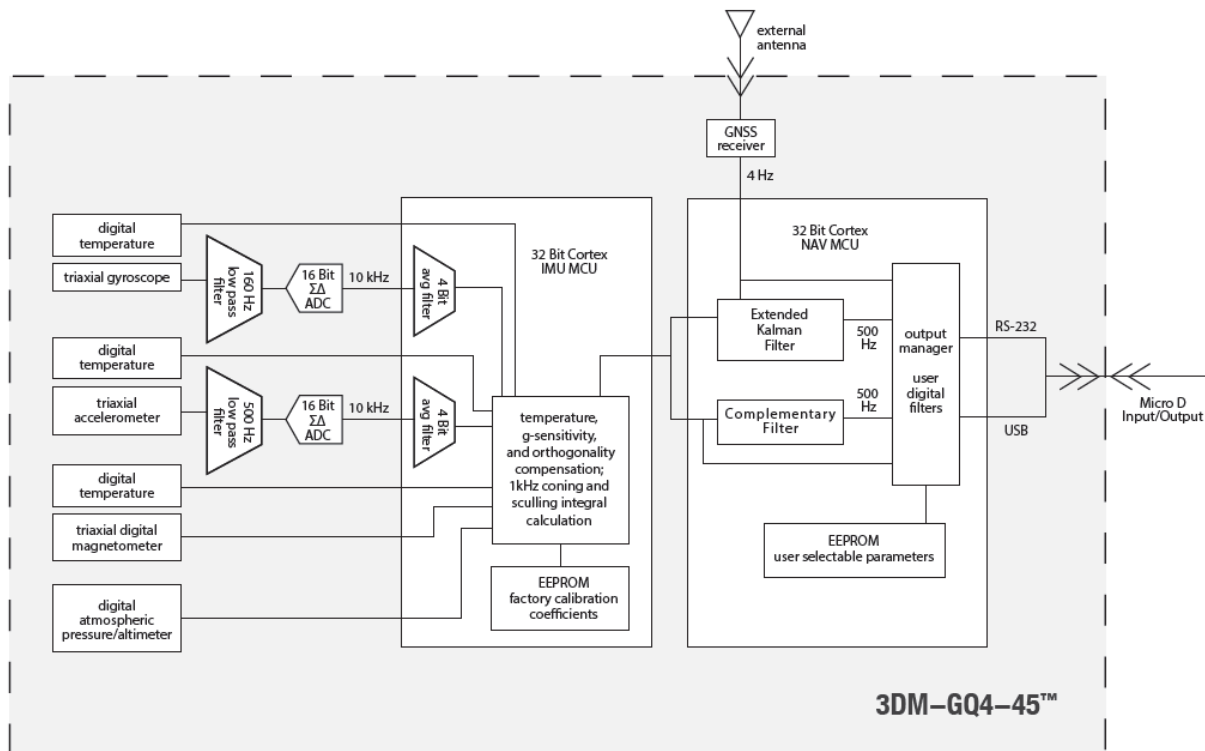 external
antenna
GNSS
receiver
4 Hz
digital
temperature
triaxial gyroscope
160 Hz
low pass
filter
16 Bit
ΣΔ
ADC
10 kHz
4 Bit
avg filter
32 Bit Cortex
IMU MCU
32 Bit Cortex
NAV MCU
digital
temperature
triaxial
accelerometer
500 Hz
low pass
filter
16 Bit
ΣΔ
ADC
10 kHz
4 Bit
avg filter
digital
temperature
triaxial digital
magnetometer
digital
atmospheric
pressure/altimeter
temperature,
g-sensitivity,
and orthogonality
compensation;
1kHz coning and
sculling integral
calculation
EEPROM
factory calibration
coefficients
Extended
Kalman
Filter
500
Hz
Complementary
Filter
500
Hz
output
manager
user
digital
filters
RS-232
USB
Micro D
Input/Output
EEPROM
user selectable parameters
3DM–GQ4–45™